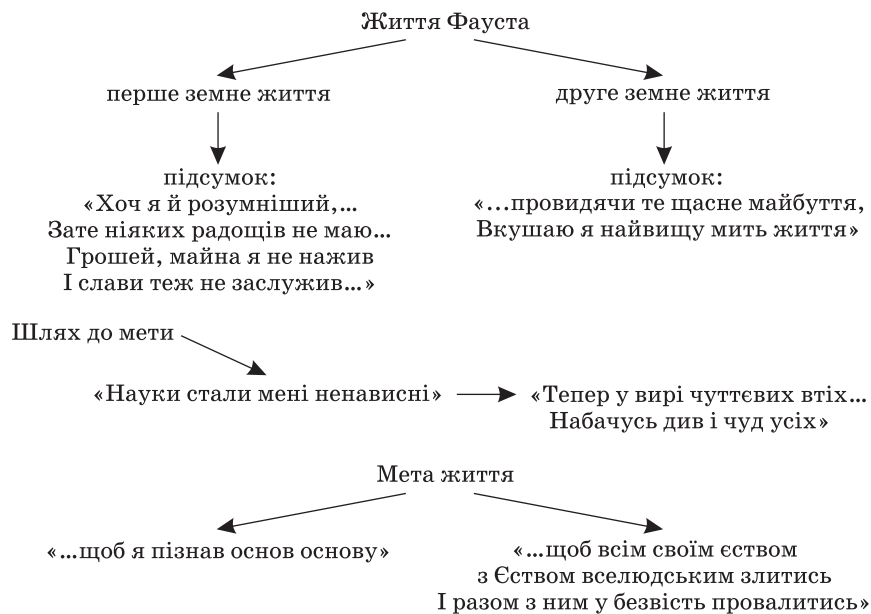 Життя Фауста
перше земне життя
друге земне життя
підсумок:
«Хоч я й розумніший,...
Зате ніяких радощів не маю...
Грошей, майна я не нажив
І слави теж не заслужив...»
підсумок:
«...провидячи те щасне майбуття,
Вкушаю я найвищу мить життя»
Шлях до мети
«Науки стали мені ненависні»
«Тепер у вирі чуттєвих втіх...
Набачусь див і чуд усіх»
Мета життя
«...щоб я пізнав основ основу»
«...щоб всім своїм єством
з Єством вселюдським злитись
І разом з ним у безвість провалитись»